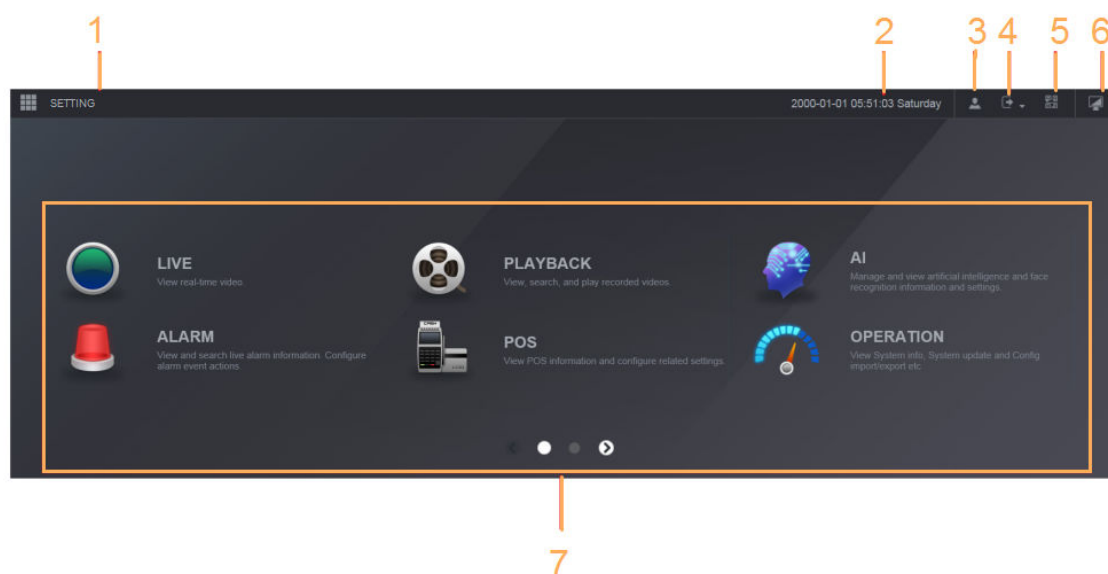 1
2
3
4
5
6
SETTING
2000-01-01 05:51:03 Saturday
LIVE
View real-time video.
PLAYBACK
View, search, and play recorded videos.
AI
Manage and view artificial intelligence and face
recognition information and settings.
ALARM
View and search live alarm information. Configure
alarm event actions.
POS
View POS information and configure related settings.
OPERATION
View System info, System update and Config
import/export etc
7